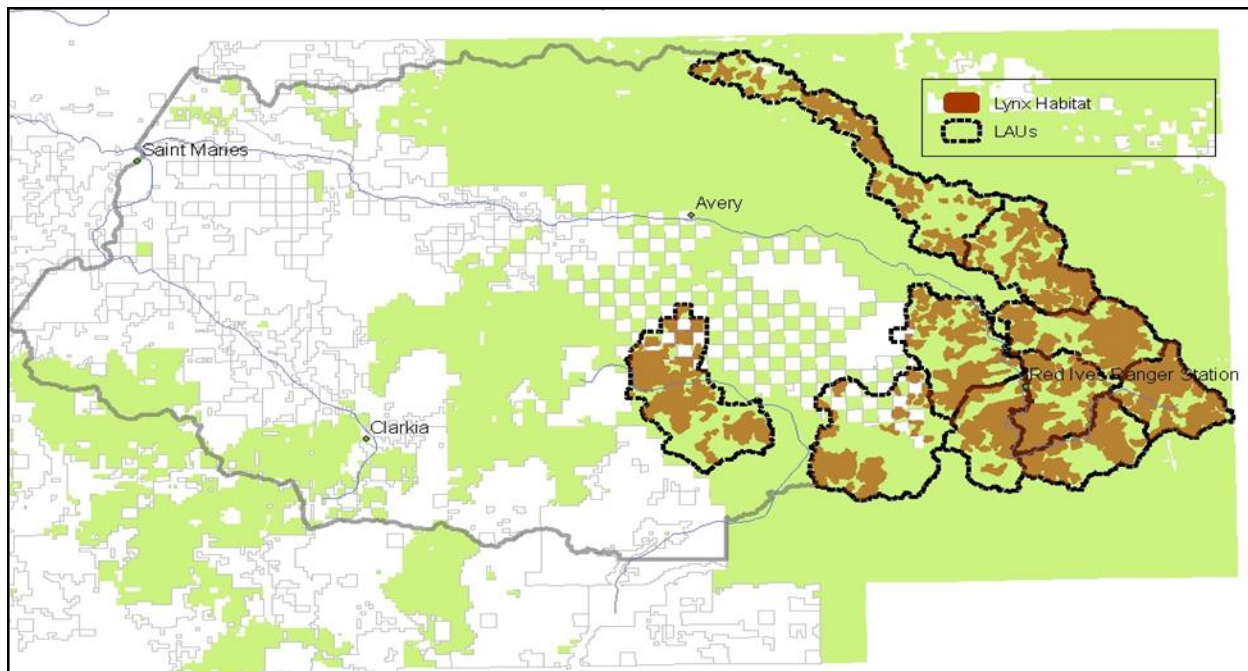 Lynx Habitat
LAUs
Saint Maries
Avery
Red Ives Ranger Station
Clarkia